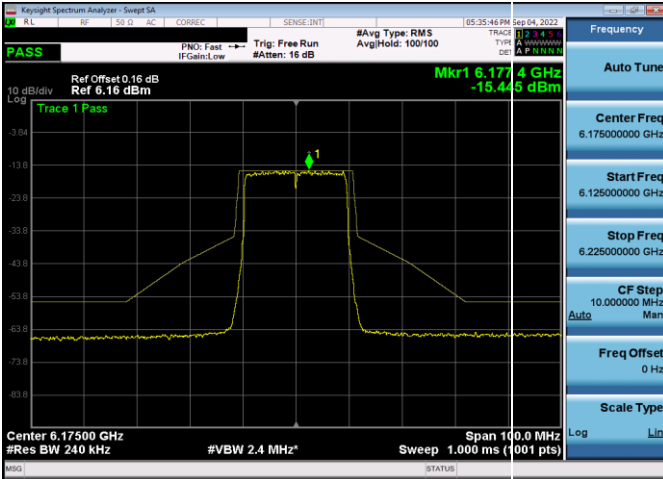 Keysight Spectrum Analyzer - Swept SA
RL RF 50 Ω AC CORREC SENSE:INT 05:35:46 PM Sep 04, 2022
#Avg Type: RMS
Avg|Hold: 100/100
TRACE 1 2 3 4 5 6
TYPE A WWWWW
DET A P N N N N
PASS
PNO: Fast
IFGain:Low
Trig: Free Run
#Atten: 16 dB
Ref Offset 0.16 dB
Ref 6.16 dBm
10 dB/div
Log
Mkr1 6.177 4 GHz
-15.445 dBm
Trace 1 Pass
1
-3.84
-13.8
-23.8
-33.8
-43.8
-53.8
-63.8
-73.8
-83.8
Center 6.17500 GHz
#Res BW 240 kHz
#VBW 2.4 MHz*
Span 100.0 MHz
Sweep 1.000 ms (1001 pts)
MSG
STATUS
Frequency
Auto Tune
Center Freq
6.175000000 GHz
Start Freq
6.125000000 GHz
Stop Freq
6.225000000 GHz
CF Step
10.000000 MHz
Auto Man
Freq Offset
0 Hz
Scale Type
Log Lin